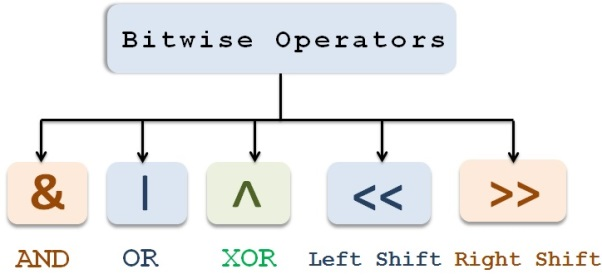 Bitwise Operators
& | ^ << >>
AND OR XOR Left Shift Right Shift